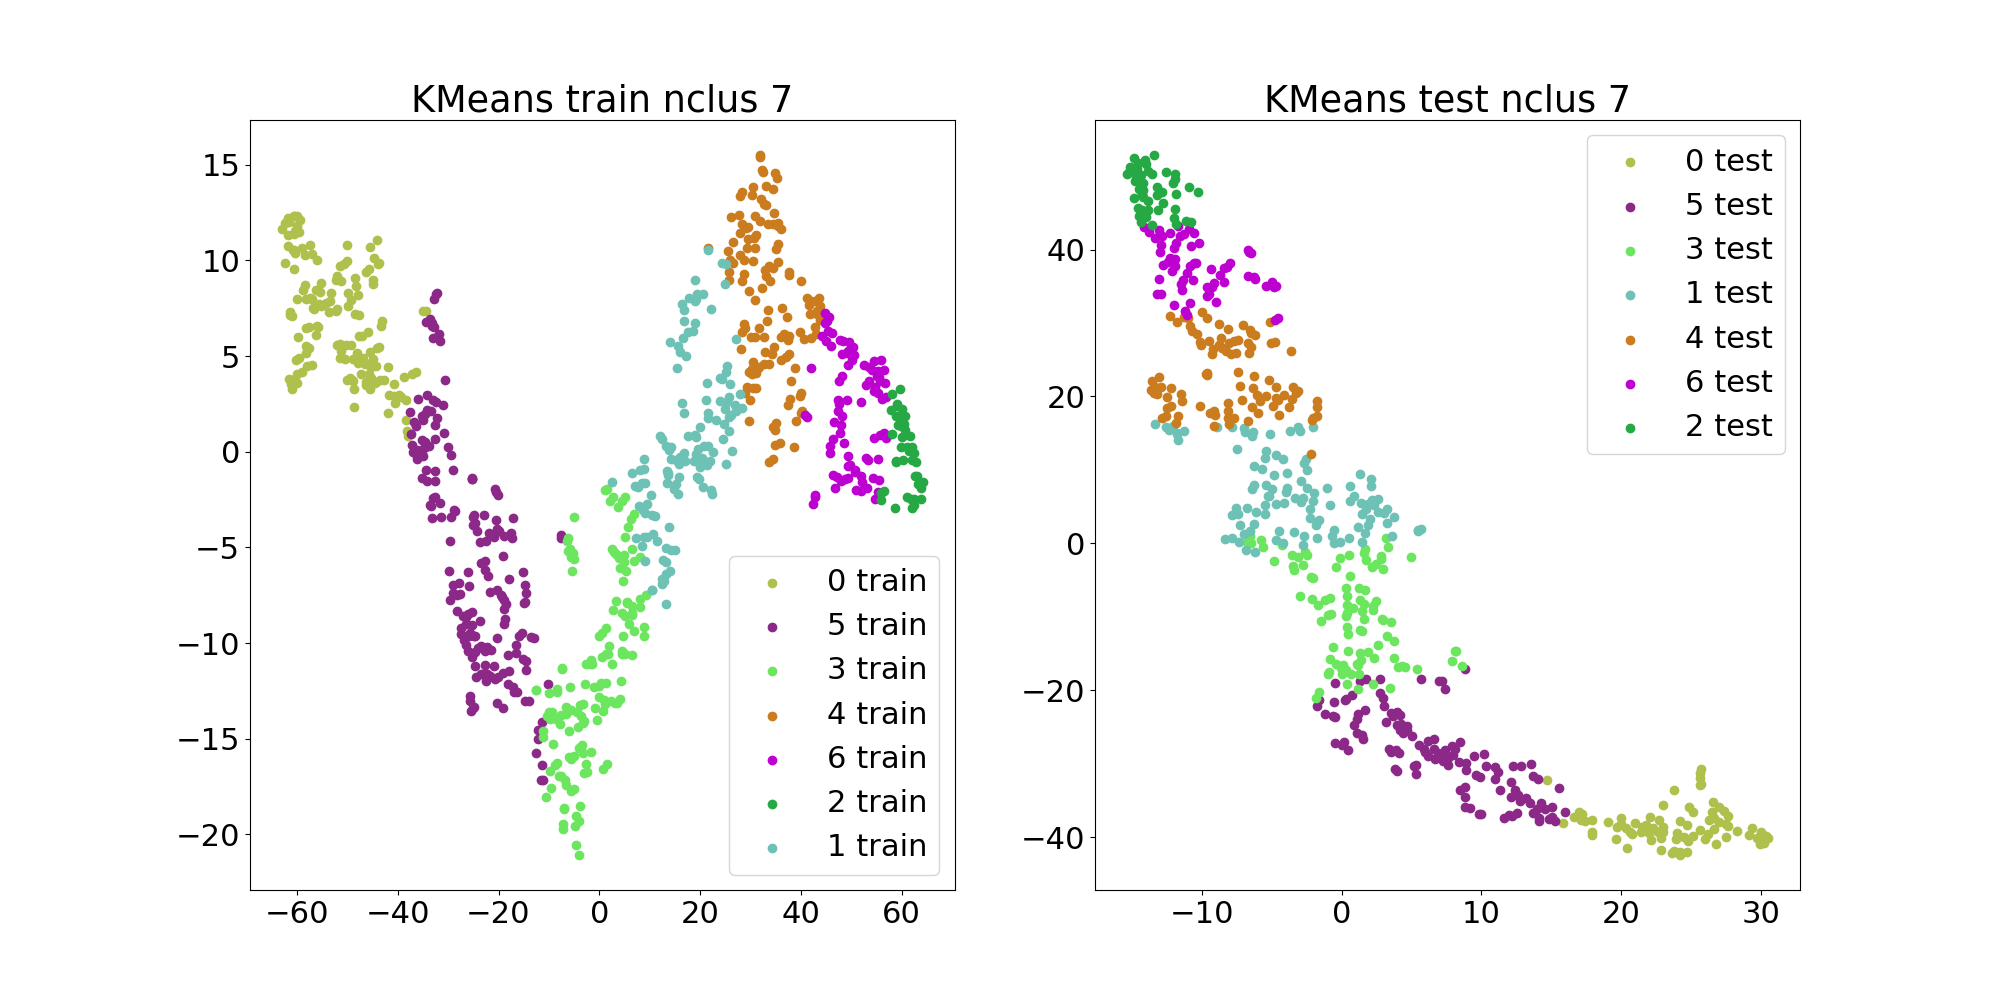 KMeans train nclus 7
15
10
5
0
−5
−10
−15
−20
−60
−40
−20
0
20
40
60
0 train
5 train
3 train
4 train
6 train
2 train
1 train
KMeans test nclus 7
40
20
0
−20
−40
−10
0
10
20
30
0 test
5 test
3 test
1 test
4 test
6 test
2 test